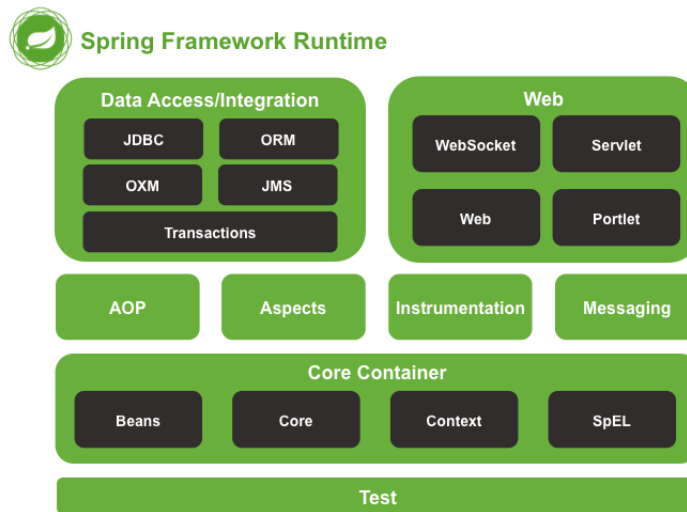 Spring Framework Runtime
Data Access/Integration
JDBC ORM
OXM JMS
Transactions
Web
WebSocket Servlet
Web Portlet
AOP Aspects Instrumentation Messaging
Core Container
Beans Core Context SpEL
Test